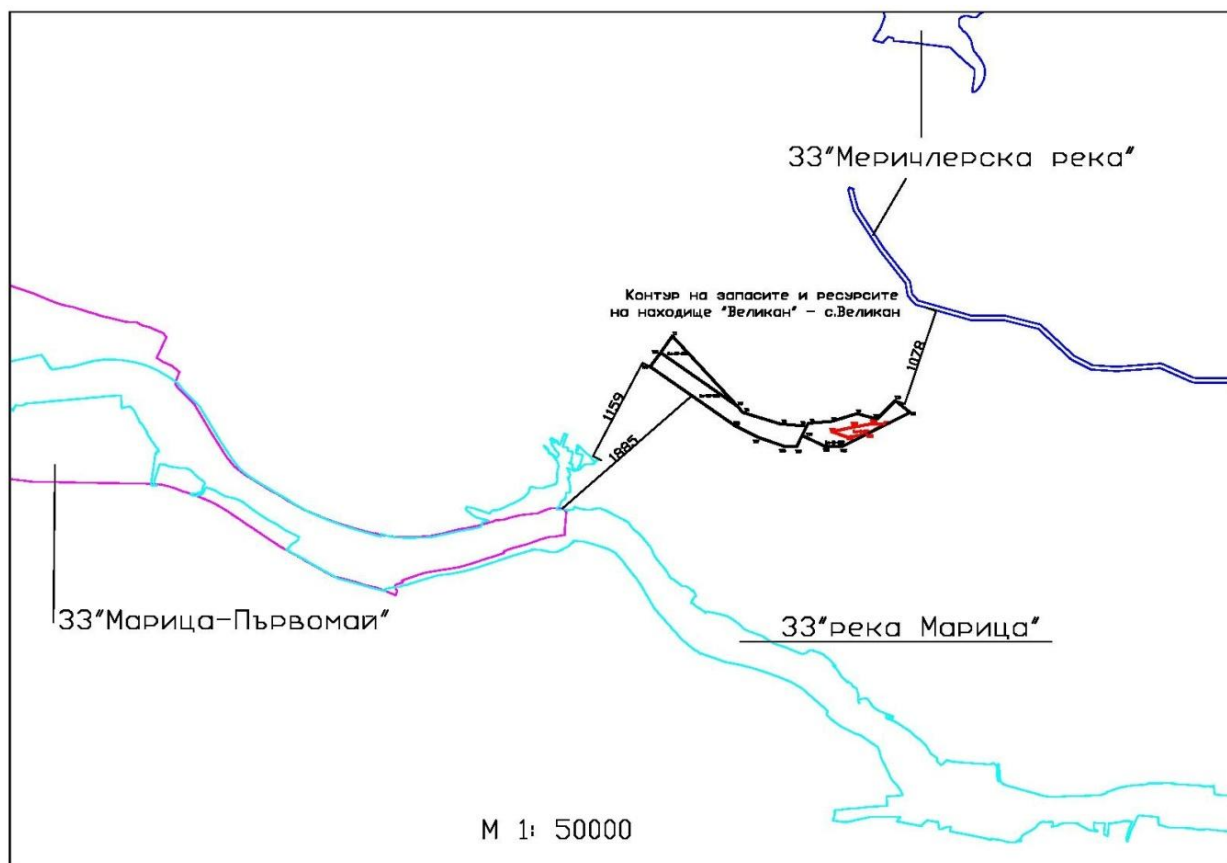 ЗЗ"Меричлерска река"
Контур на запасите и ресурсите
на находище "Великан" - с.Великан
1078
1159
1885
ЗЗ"Марица-Първомай"
ЗЗ"река Марица"
М 1: 50000